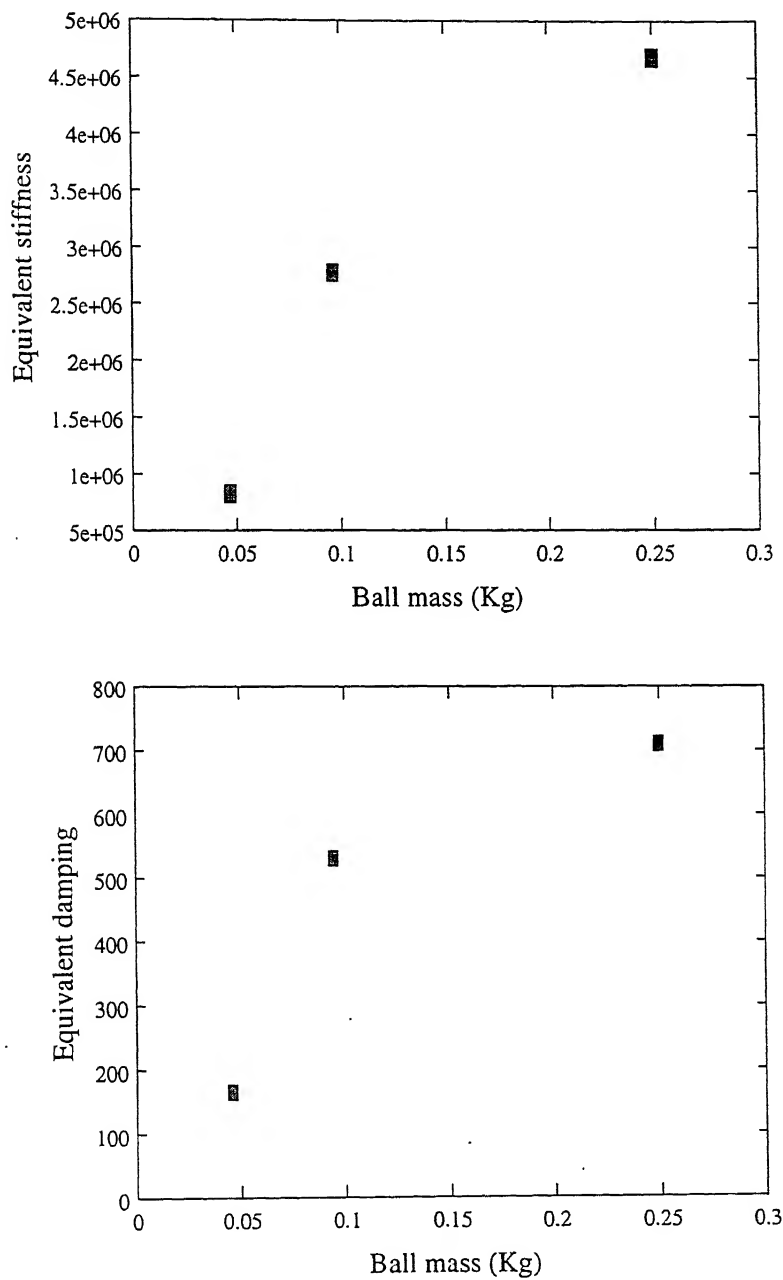 5e+06
4.5e+06
4e+06
3.5e+06
3e+06
2.5e+06
2e+06
1.5e+06
1e+06
5e+05
Equivalent stiffness
0 0.05 0.1 0.15 0.2 0.25 0.3
Ball mass (Kg)
800
700
600
500
400
300
200
100
0
Equivalent damping
0 0.05 0.1 0.15 0.2 0.25 0.3
Ball mass (Kg)